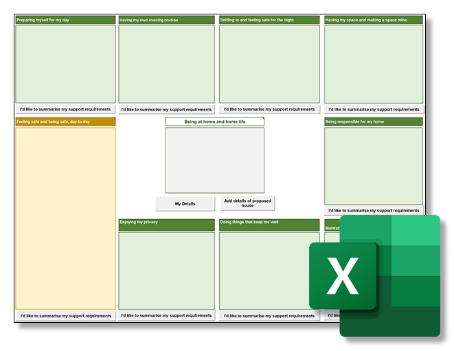 Preparing myself for my day
Having my own evening routine
Settling in and feeling safe for the night
Having my space and making a space mine
I'd like to summarise my support requirements
I'd like to summarise my support requirements
I'd like to summarise my support requirements
I'd like to summarise my support requirements
Feeling safe and being safe, day-to-day
Being at home and home life
Being responsible for my home
My Details
Add details of proposed
house
I'd like to summarise my support requirements
Enjoying my privacy
Doing things that keep me well
I'd like to summarise my support requirements
I'd like to summarise my support requirements
I'd like to summarise my support requirements
I'd li
X